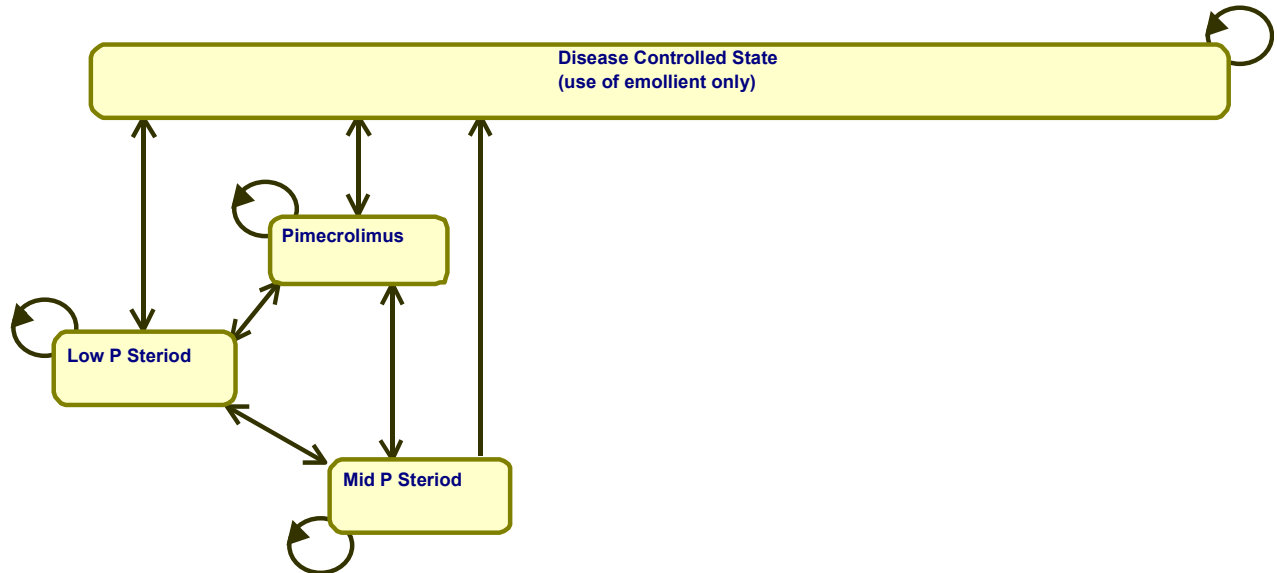 Disease Controlled State
(use of emollient only)
Pimecrolimus
Low P Steriod
Mid P Steriod